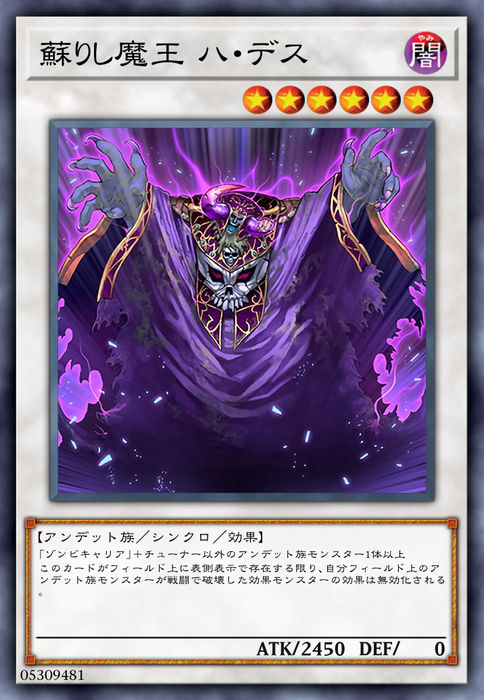 蘇りし魔王 ハ・デス
やみ
闇
【アンデット族／シンクロ／効果】
「ゾンビキャリア」＋チューナー以外のアンデット族モンスター1体以上
このカードがフィールド上に表側表示で存在する限り、自分フィールド上のア
ンデット族モンスターが戦闘で破壊した効果モンスターの効果は無効化される
。
ATK/2450 DEF/ 0
05309481